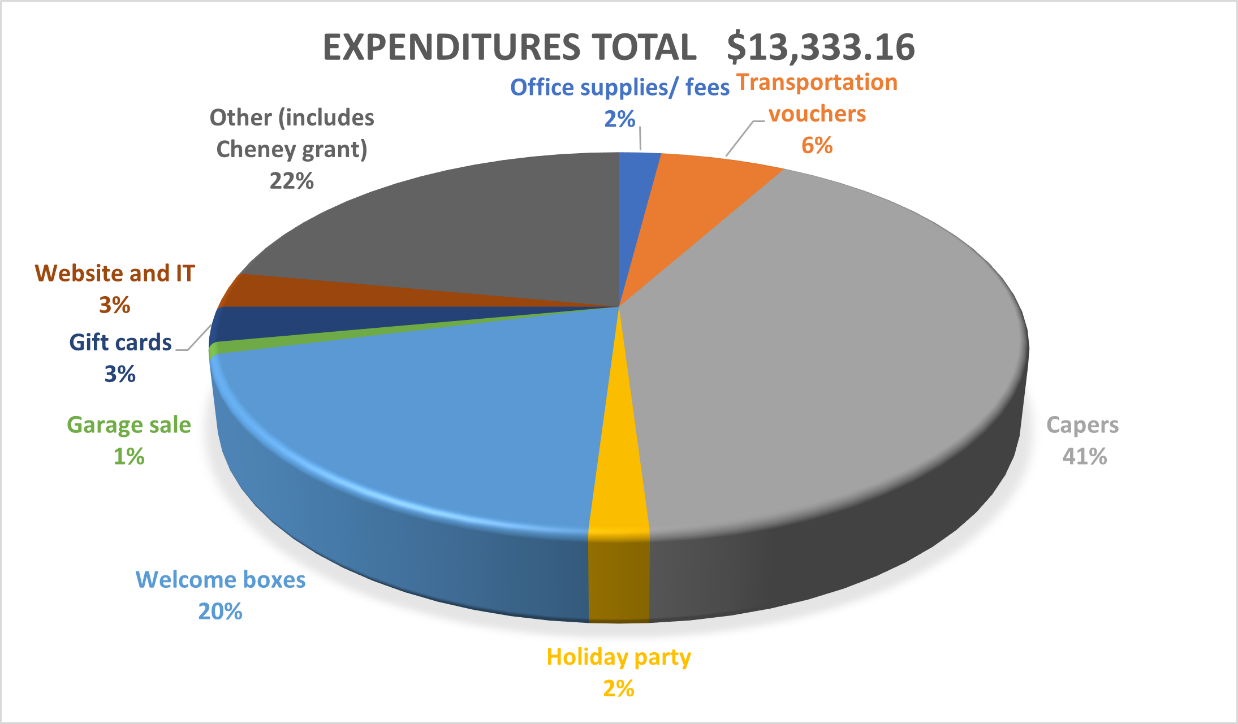 EXPENDITURES TOTAL $13,333.16
Office supplies/ fees
2%
Transportation
vouchers
6%
Other (includes
Cheney grant)
22%
Website and IT
3%
Gift cards
3%
Garage sale
1%
Capers
41%
Welcome boxes
20%
Holiday party
2%